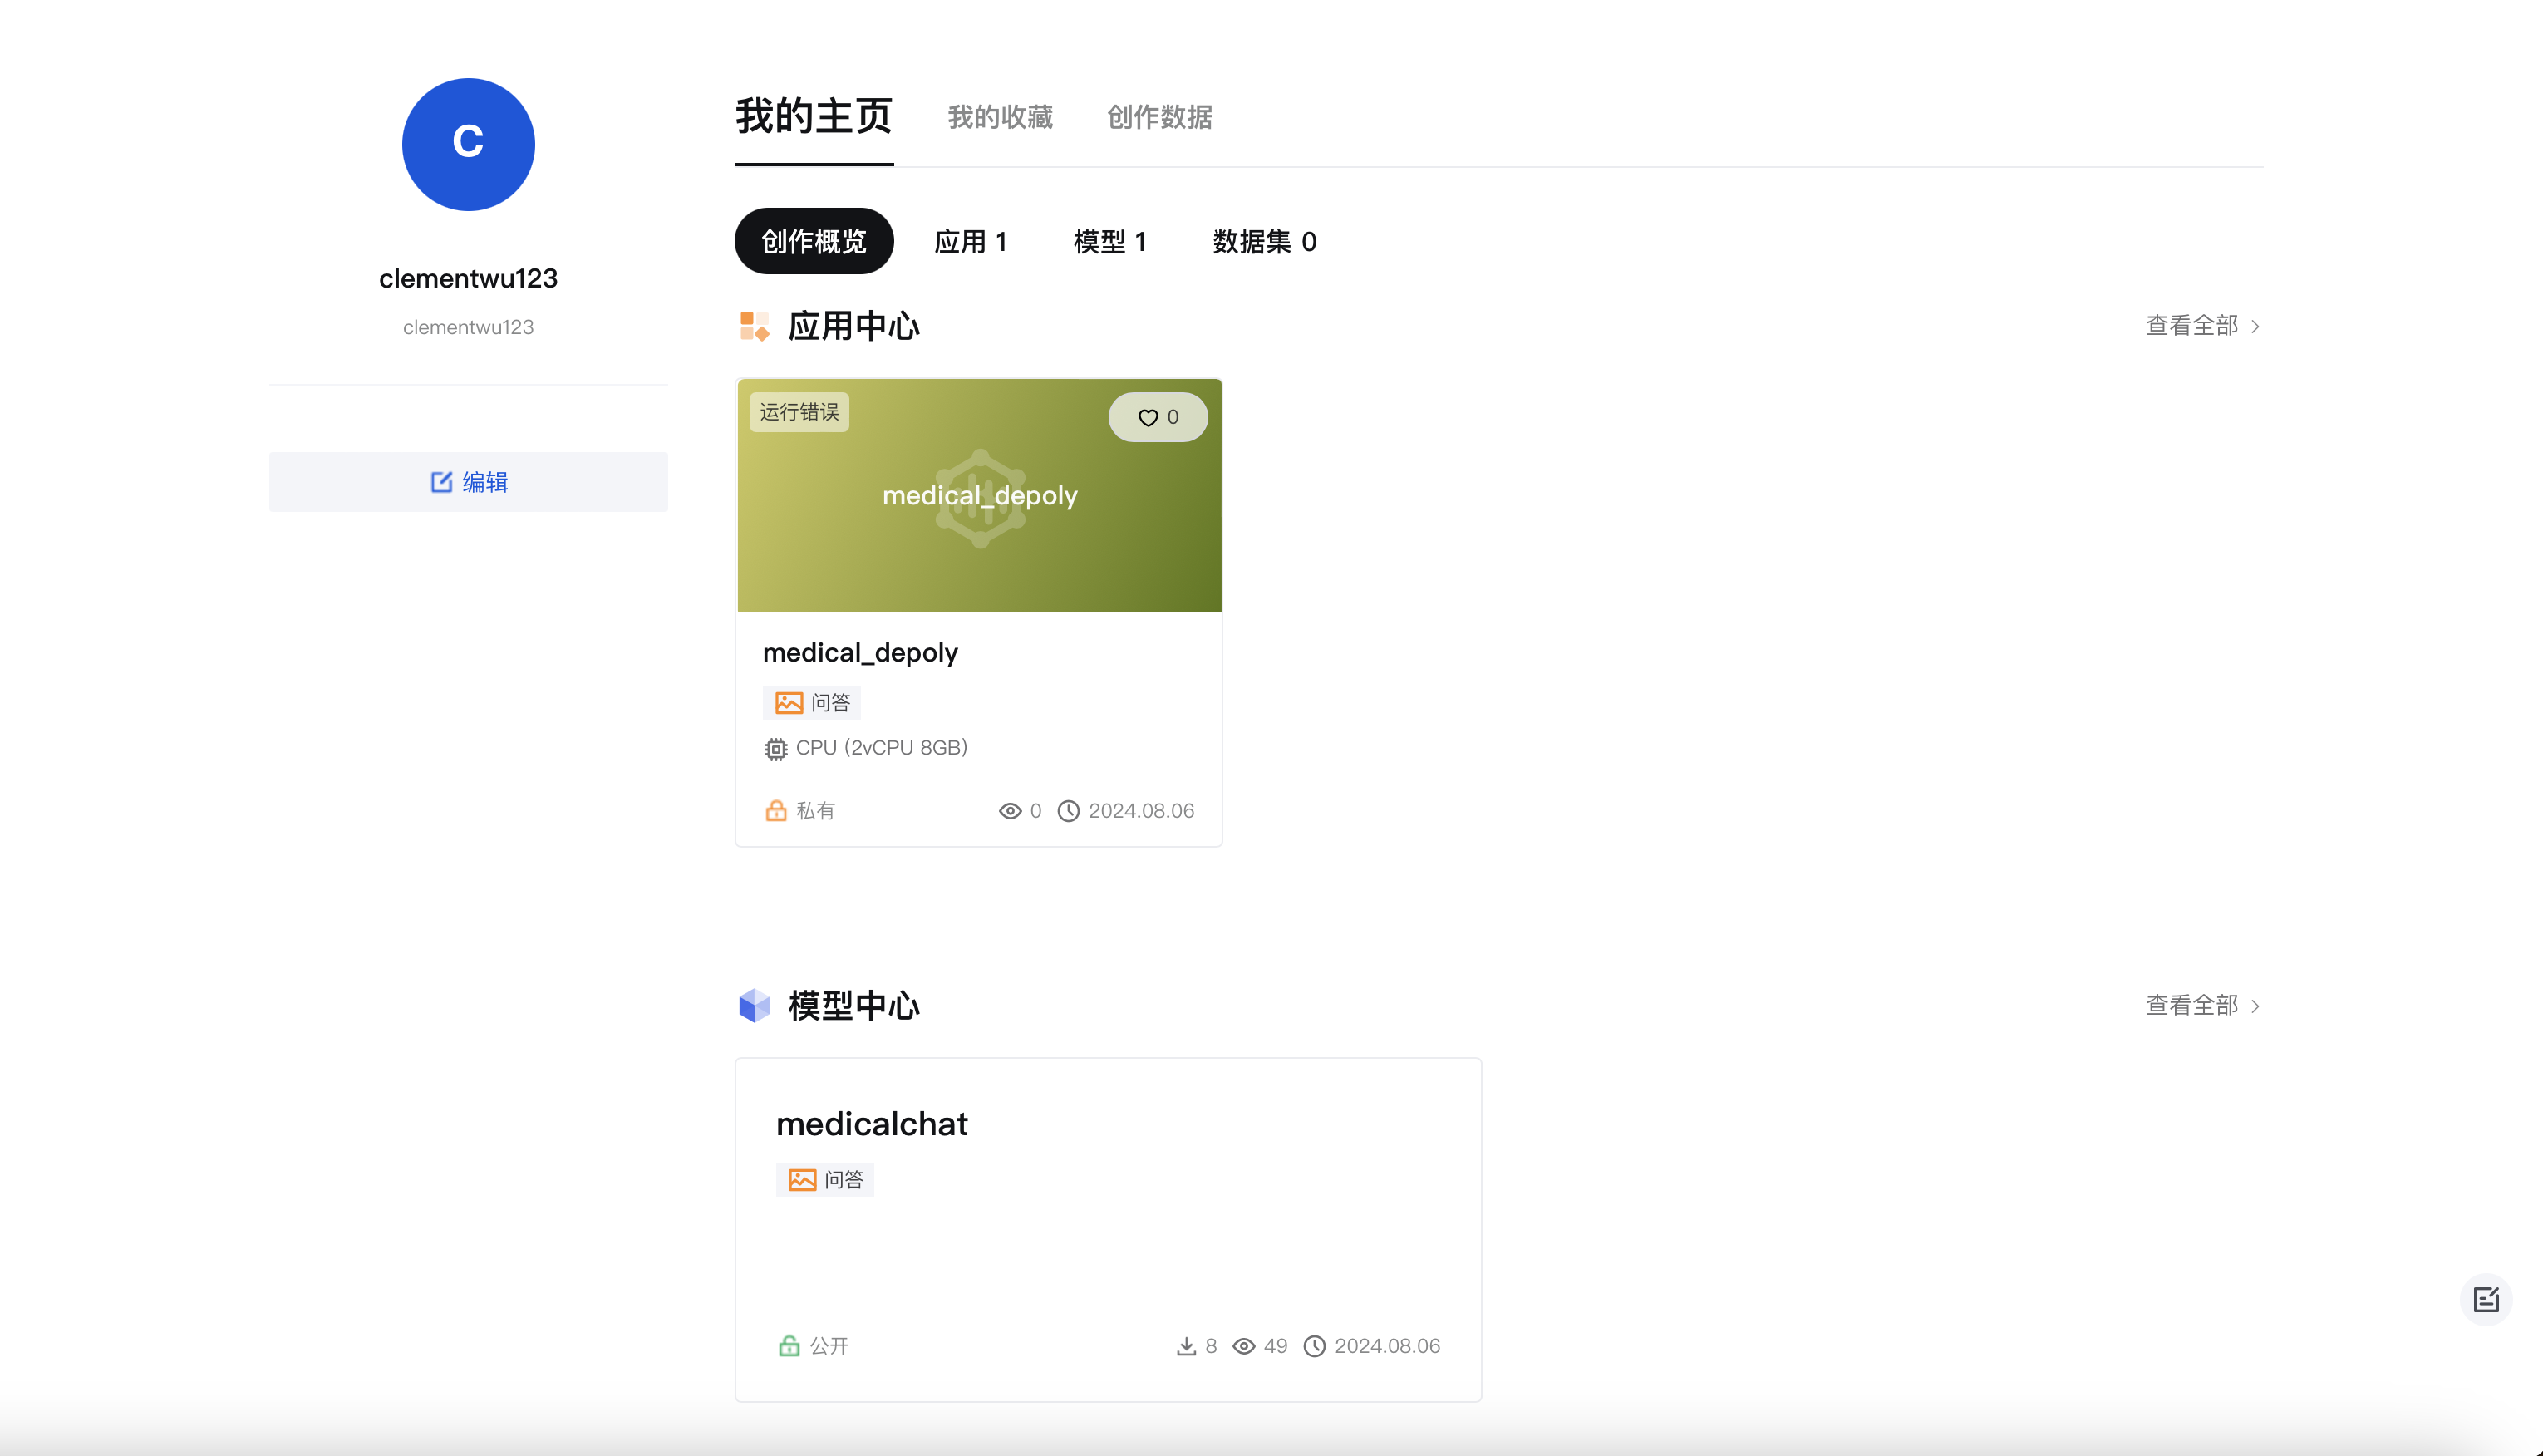 C
clementwu123
clementwu123
编辑
我的主页 我的收藏 创作数据
创作概览 应用 1 模型 1 数据集 0
应用中心 查看全部
运行错误 0
medical_depoly
medical_depoly
问答
CPU (2vCPU 8GB)
私有 0 2024.08.06
模型中心 查看全部
medicalchat
问答
公开 8 49 2024.08.06